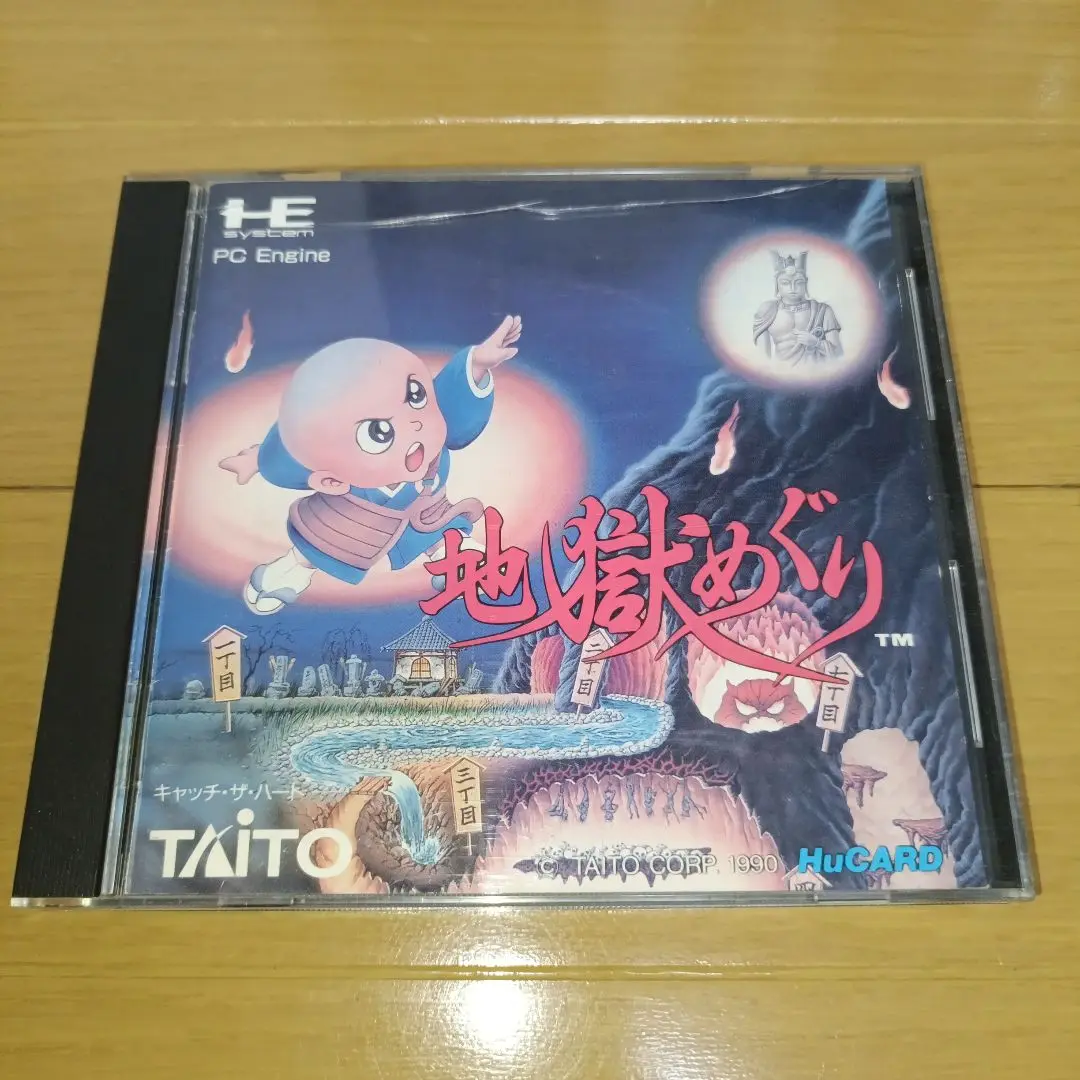 HE
system
PC Engine
地獄めぐり
TM
一丁目
二丁目
七丁目
三丁目
キャッチ・ザ・ハート
TAITO
© TAITO CORP. 1990
HuCARD